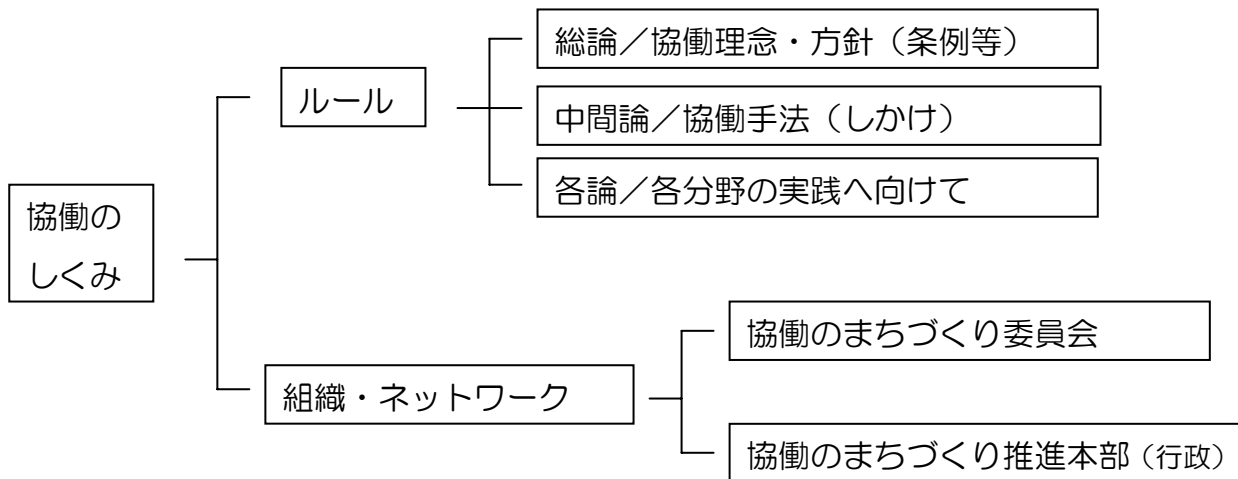 総論／協働理念・方針（条例等）
ルール
中間論／協働手法（しかけ）
各論／各分野の実践へ向けて
協働の
しくみ
協働のまちづくり委員会
組織・ネットワーク
協働のまちづくり推進本部（行政）